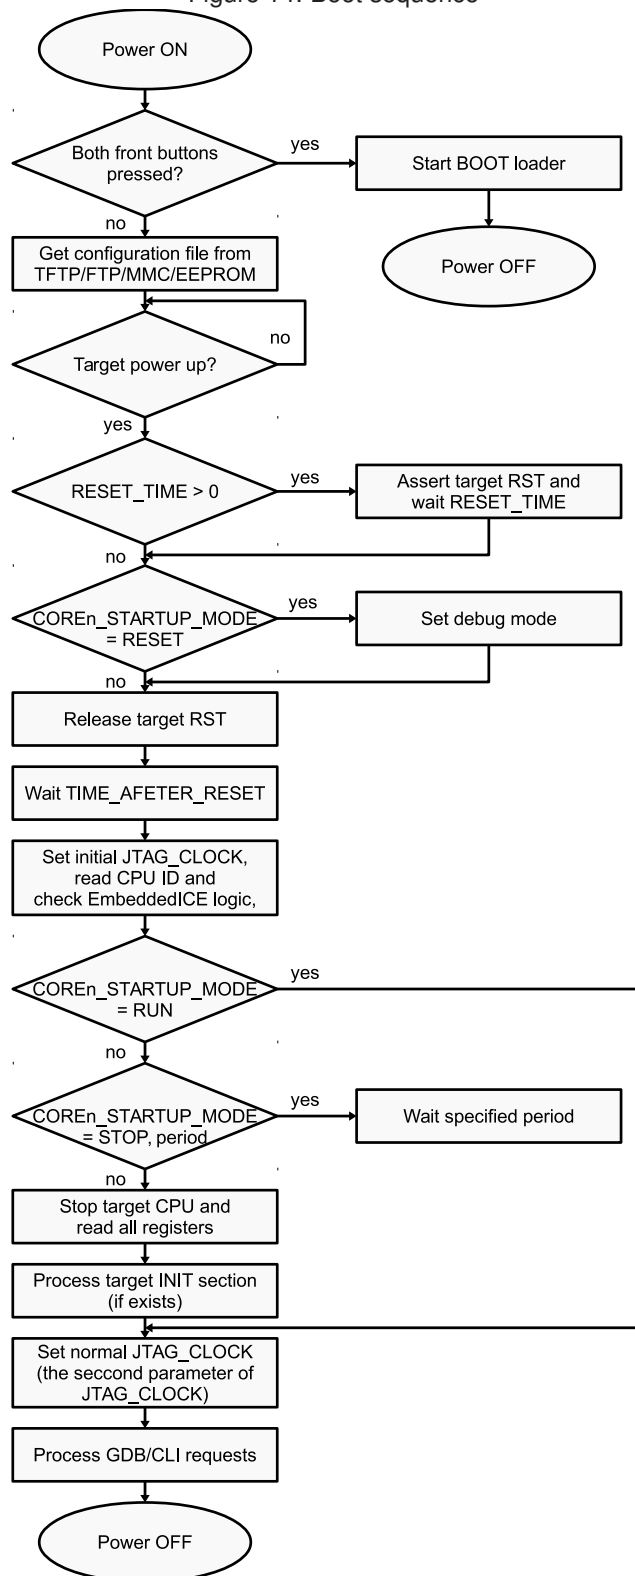 Figure 14. Boot sequence
Power ON
Both front buttons
pressed?
yes
Start BOOT loader
no
Power OFF
Get configuration file from
TFTP/FTP/MMC/EEPROM
no
Target power up?
yes
RESET_TIME > 0
yes
Assert target RST and
wait RESET_TIME
no
COREn_STARTUP_MODE
= RESET
yes
Set debug mode
no
Release target RST
Wait TIME_AFETER_RESET
Set initial JTAG_CLOCK,
read CPU ID and
check EmbeddedICE logic,
COREn_STARTUP_MODE
= RUN
yes
no
COREn_STARTUP_MODE
= STOP, period
yes
Wait specified period
no
Stop target CPU and
read all registers
Process target INIT section
(if exists)
Set normal JTAG_CLOCK
(the seccond parameter of
JTAG_CLOCK)
Process GDB/CLI requests
Power OFF